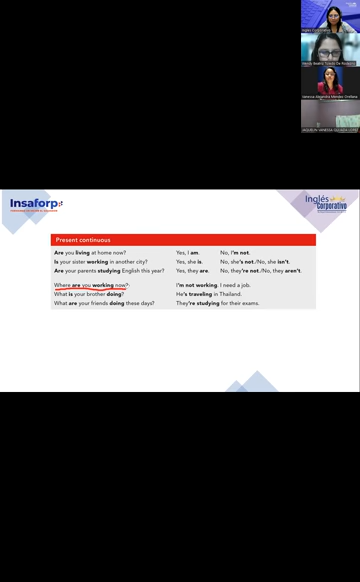 Insaforp
Inglés
Corporativo
Present continuous
Are you living at home now? Yes, I am. No, I'm not.
Is your sister working in another city? Yes, she is. No, she's not./No, she isn't.
Are your parents studying English this year? Yes, they are. No, they're not./No, they aren't.
Where are you working now? I'm not working. I need a job.
What is your brother doing? He's traveling in Thailand.
What are your friends doing these days? They're studying for their exams.